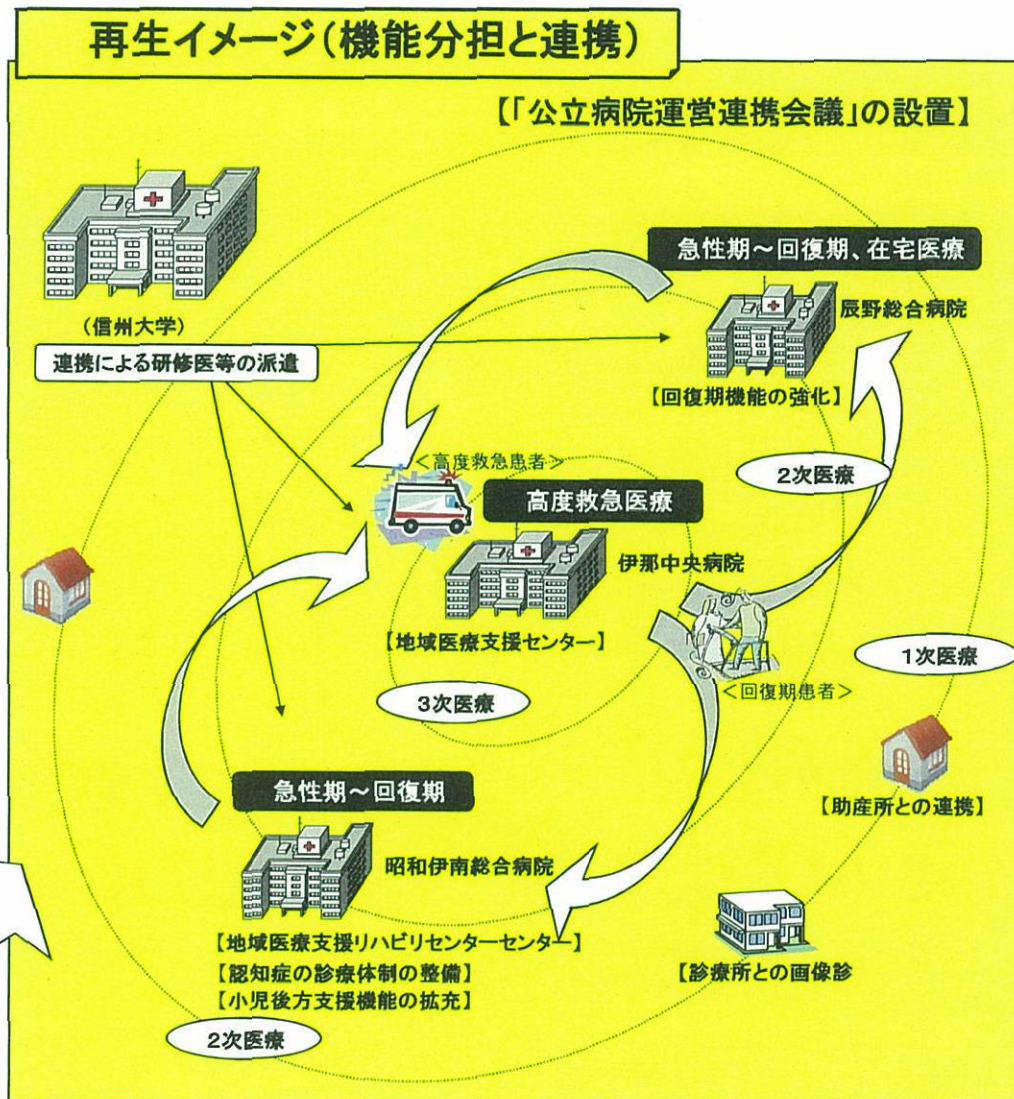 再生イメージ(機能分担と連携)
【「公立病院運営連携会議」の設置】
急性期～回復期、在宅医療
辰野総合病院
(信州大学)
連携による研修医等の派遣
【回復期機能の強化】
2次医療
＜高度救急患者＞
高度救急医療
伊那中央病院
【地域医療支援センター】
1次医療
＜回復期患者＞
3次医療
急性期～回復期
【助産所との連携】
昭和伊南総合病院
【地域医療支援リハビリセンターセンター】
【認知症の診療体制の整備】
【小児後方支援機能の拡充】
【診療所との画像診
2次医療